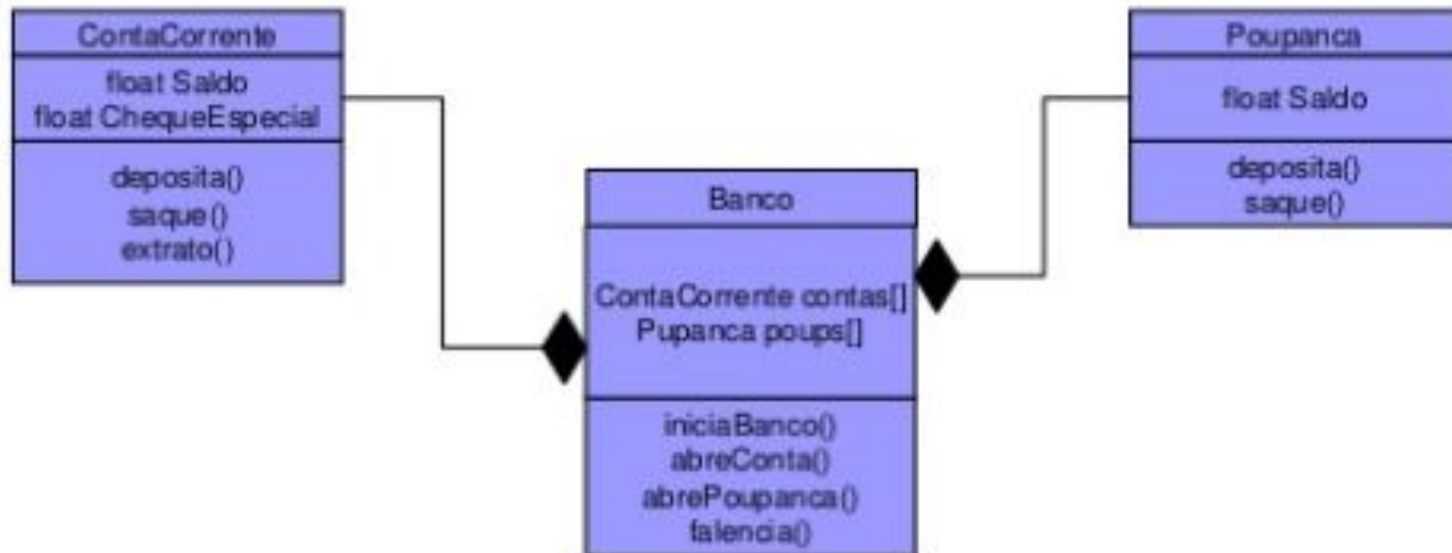 ContaCorrente
float Saldo
float ChequeEspecial
deposita()
saque()
extrato()
Banco
ContaCorrente contas[]
Pupanca poups[]
iniciaBanco()
abreConta()
abrePoupanca()
falencia()
Poupanca
float Saldo
deposita()
saque()